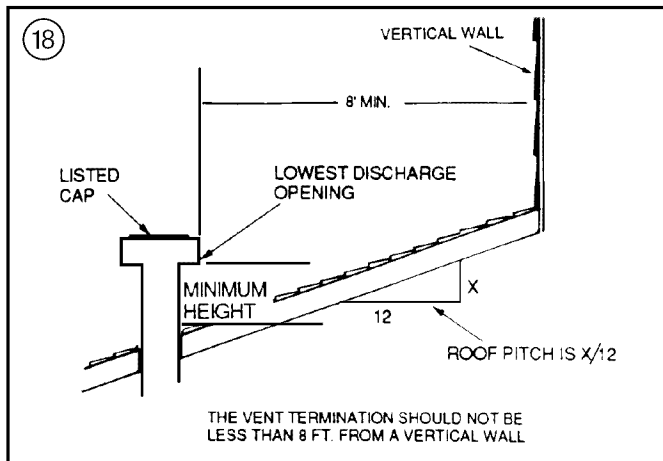 18
VERTICAL WALL
8' MIN.
LISTED
CAP
LOWEST DISCHARGE
OPENING
MINIMUM
HEIGHT
X
12
ROOF PITCH IS X/12
THE VENT TERMINATION SHOULD NOT BE
LESS THAN 8 FT. FROM A VERTICAL WALL